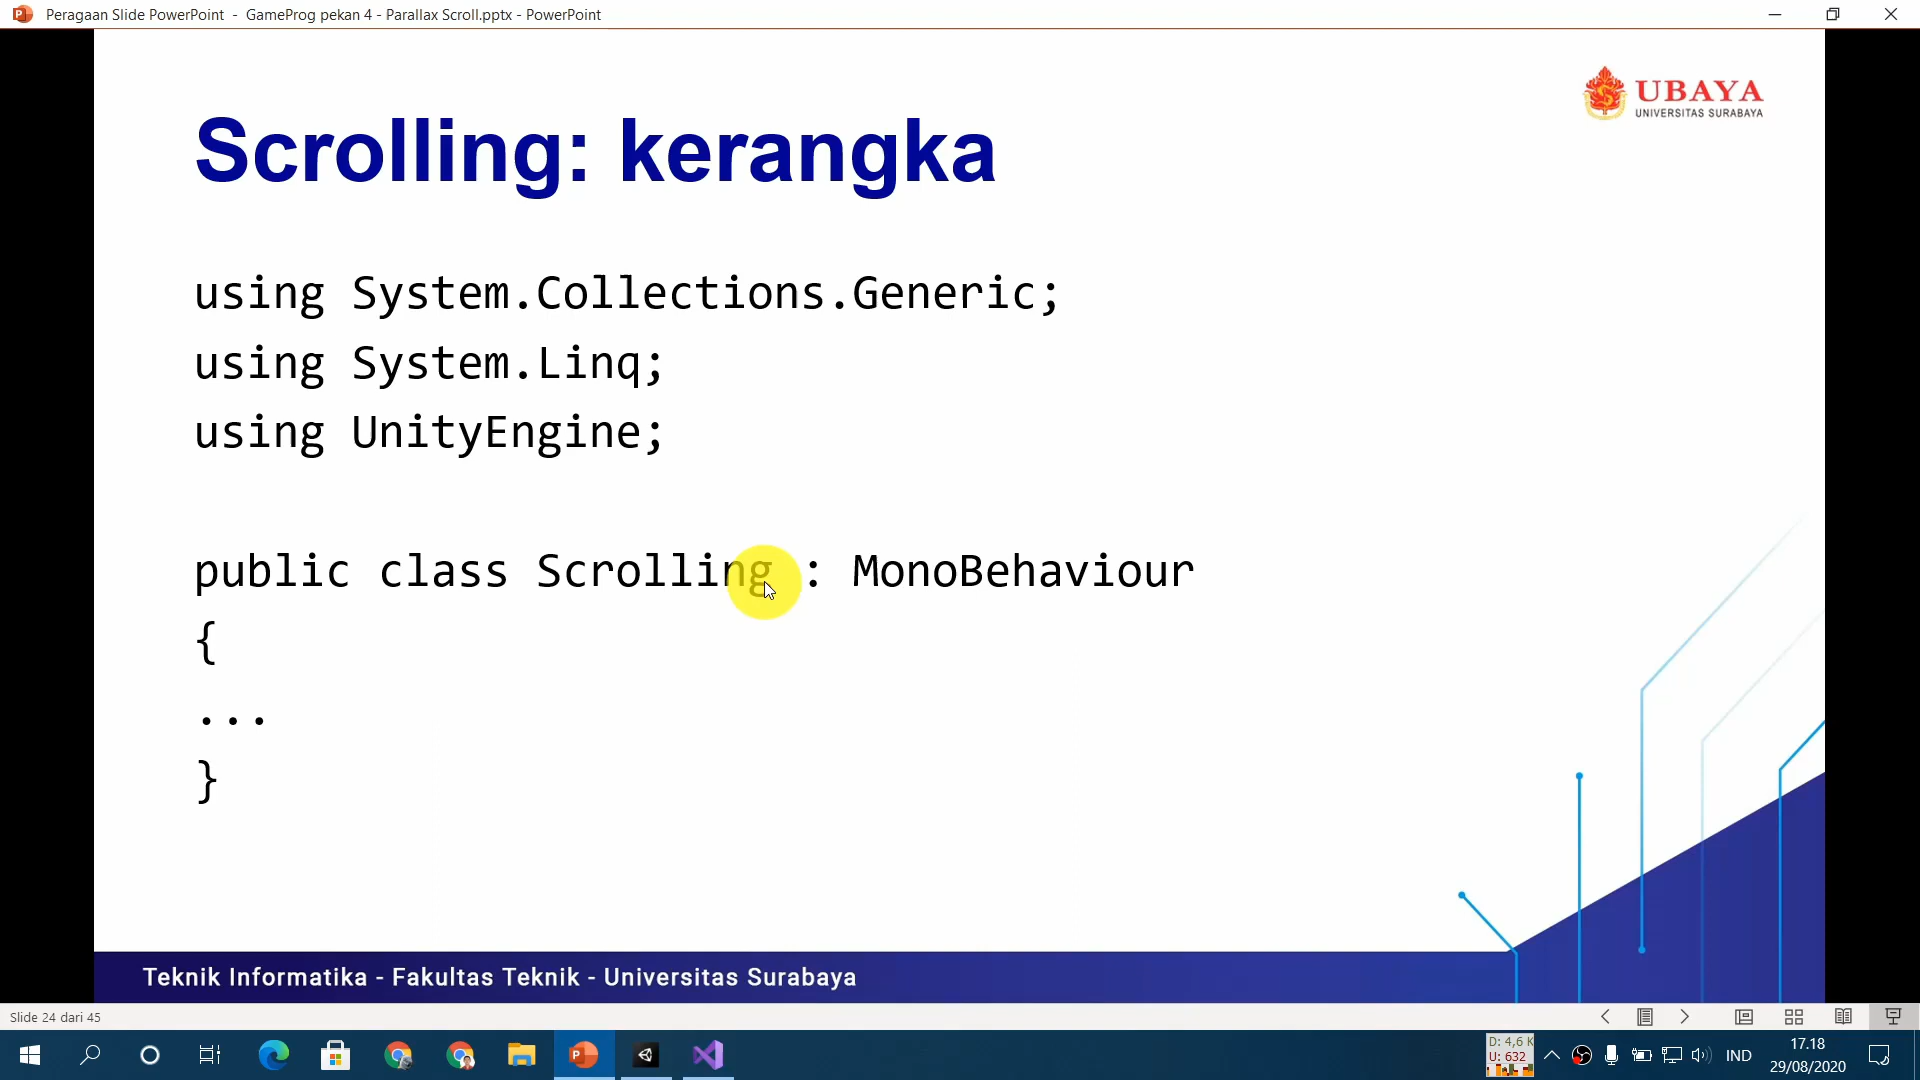 Peragaan Slide PowerPoint - GameProg pekan 4 - Parallax Scroll.pptx - PowerPoint
UBAYA
UNIVERSITAS SURABAYA
Scrolling: kerangka
using System.Collections.Generic;
using System.Linq;
using UnityEngine;
public class Scrolling : MonoBehaviour
{
...
}
Teknik Informatika - Fakultas Teknik - Universitas Surabaya
Slide 24 dari 45
D: 4,6 K
U: 632
IND
17.18
29/08/2020